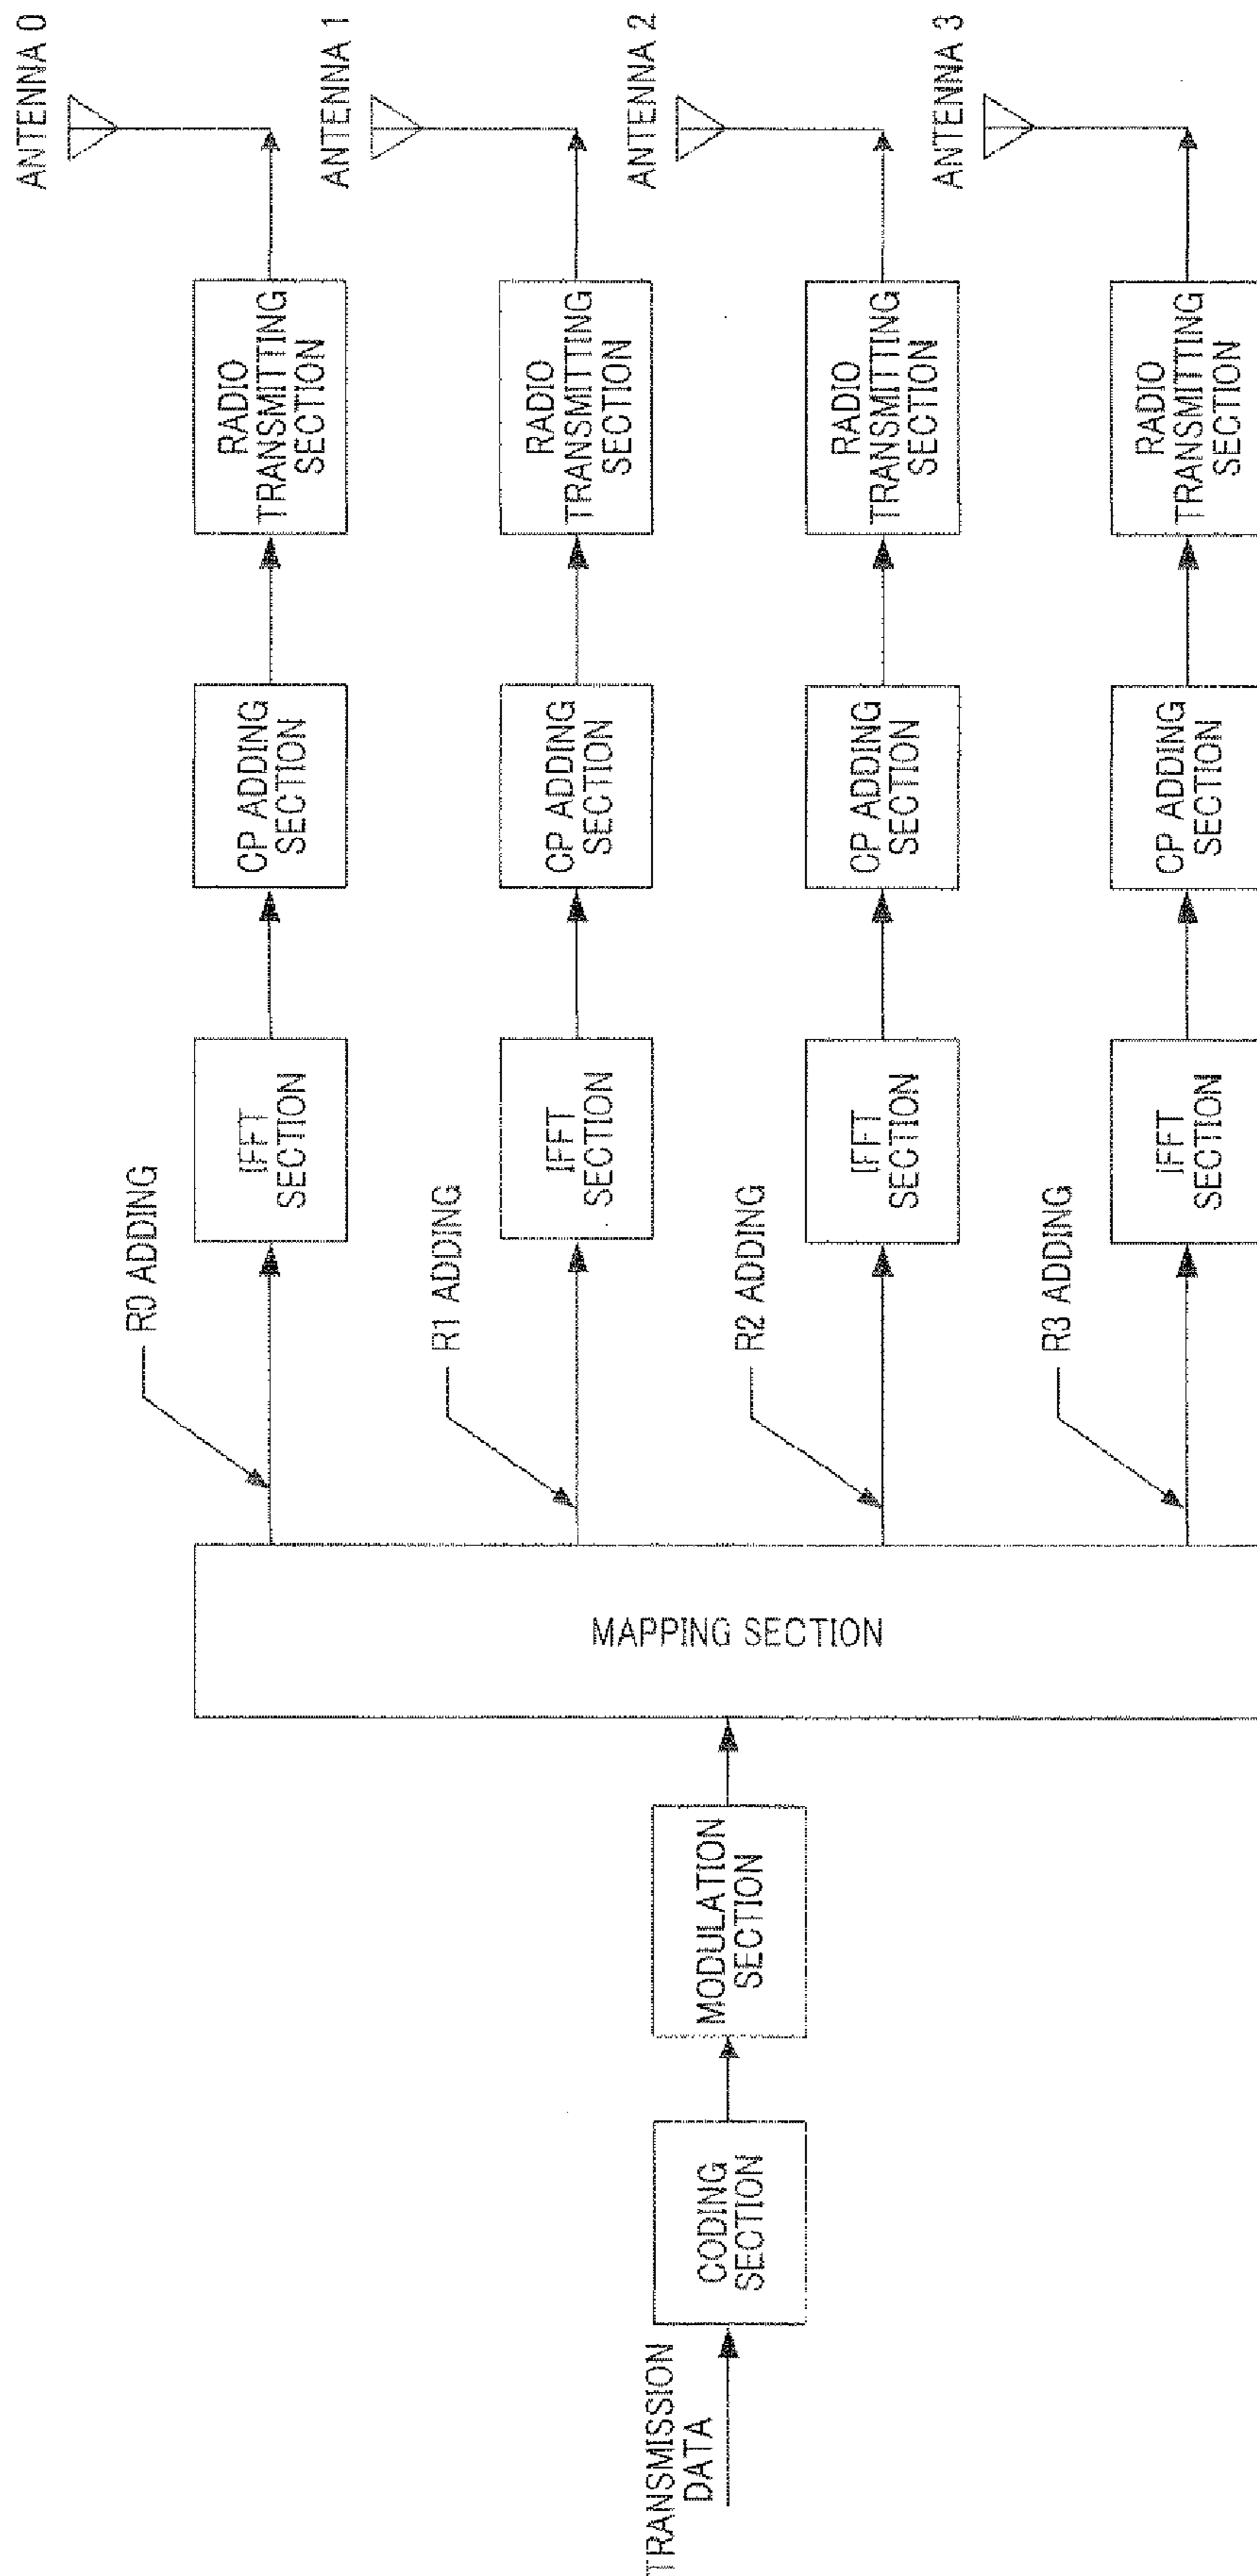 TRANSMISSION
DATA
CODING
SECTION
MODULATION
SECTION
MAPPING SECTION
R0 ADDING
IFFT
SECTION
CP ADDING
SECTION
RADIO
TRANSMITTING
SECTION
ANTENNA 0
R1 ADDING
IFFT
SECTION
CP ADDING
SECTION
RADIO
TRANSMITTING
SECTION
ANTENNA 1
R2 ADDING
IFFT
SECTION
CP ADDING
SECTION
RADIO
TRANSMITTING
SECTION
ANTENNA 2
R3 ADDING
IFFT
SECTION
CP ADDING
SECTION
RADIO
TRANSMITTING
SECTION
ANTENNA 3